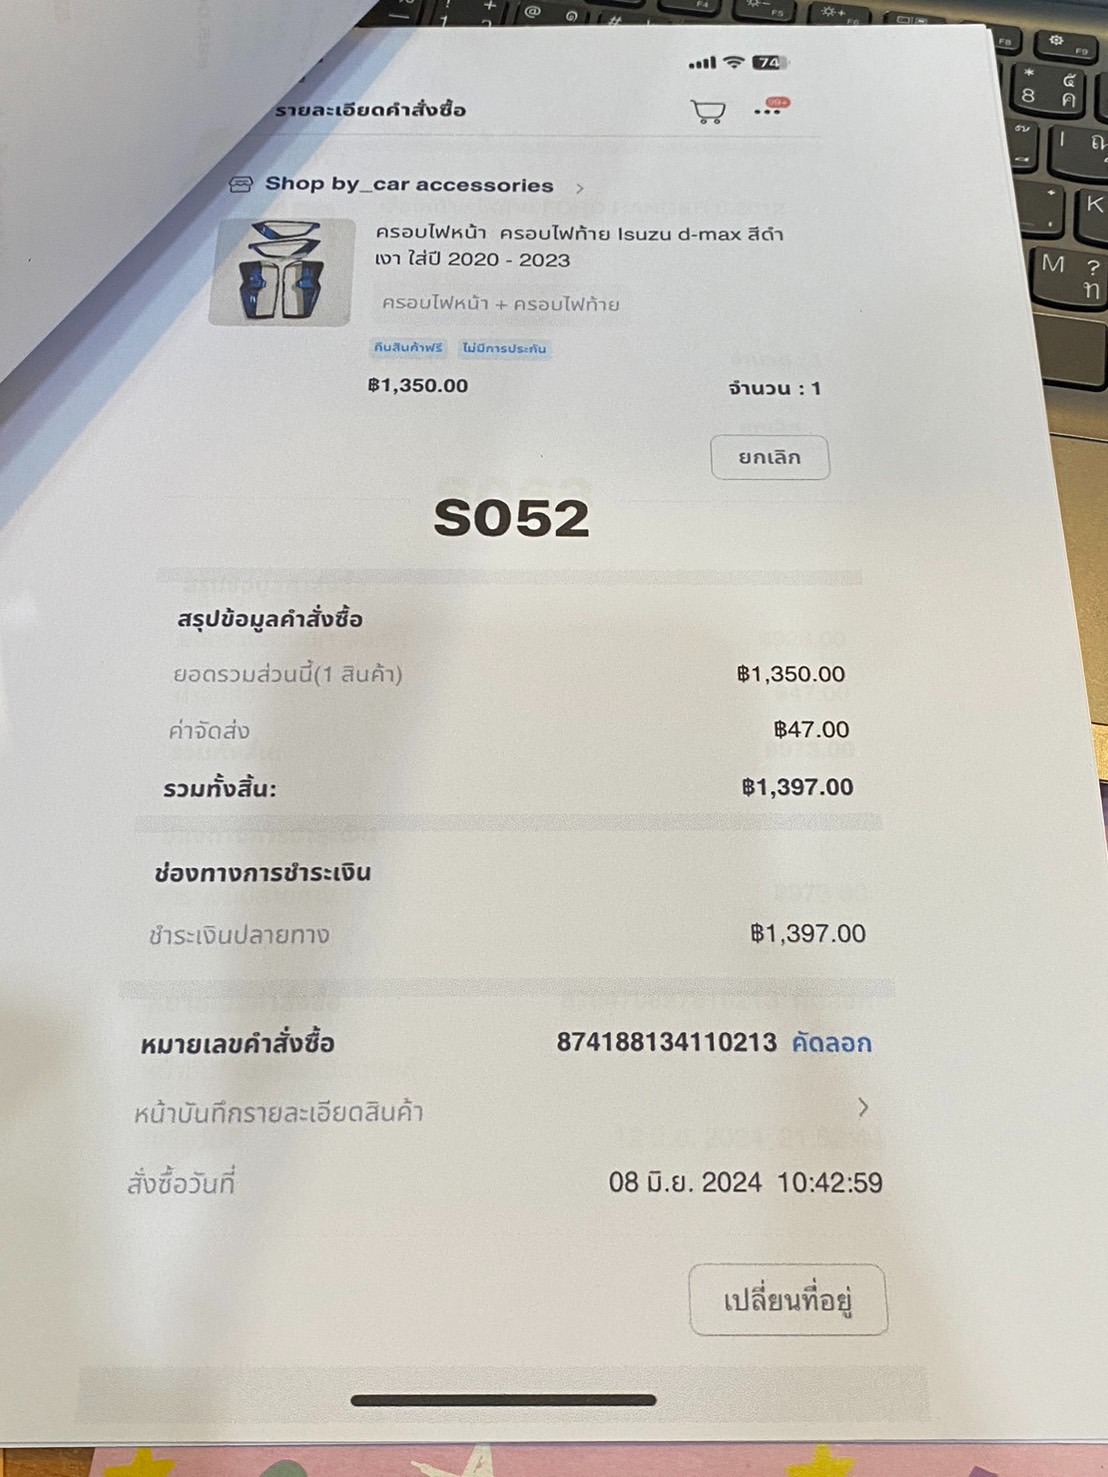 74
รายละเอียดคำสั่งซื้อ
99+
Shop by_car accessories >
ครอบไฟหน้า ครอบไฟท้าย Isuzu d-max สีดำ
เงา ใส่ปี 2020 - 2023
ครอบไฟหน้า + ครอบไฟท้าย
คืนสินค้าฟรี ไม่มีการประกัน
฿1,350.00 จำนวน : 1
ยกเลิก
S052
สรุปข้อมูลคำสั่งซื้อ
ยอดรวมส่วนนี้(1 สินค้า) ฿1,350.00
ค่าจัดส่ง ฿47.00
รวมทั้งสิ้น: ฿1,397.00
ช่องทางการชำระเงิน
ชำระเงินปลายทาง ฿1,397.00
หมายเลขคำสั่งซื้อ 874188134110213 คัดลอก
หน้าบันทึกรายละเอียดสินค้า >
สั่งซื้อวันที่ 08 มิ.ย. 2024 10:42:59
เปลี่ยนที่อยู่
F8
F9
* ๕
8 ค
K
M ?
ท